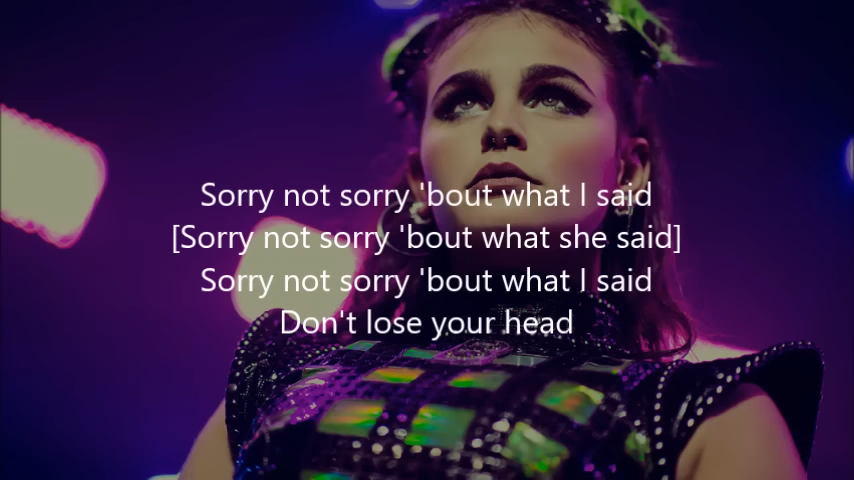 Sorry not sorry 'bout what I said
[Sorry not sorry 'bout what she said]
Sorry not sorry 'bout what I said
Don't lose your head